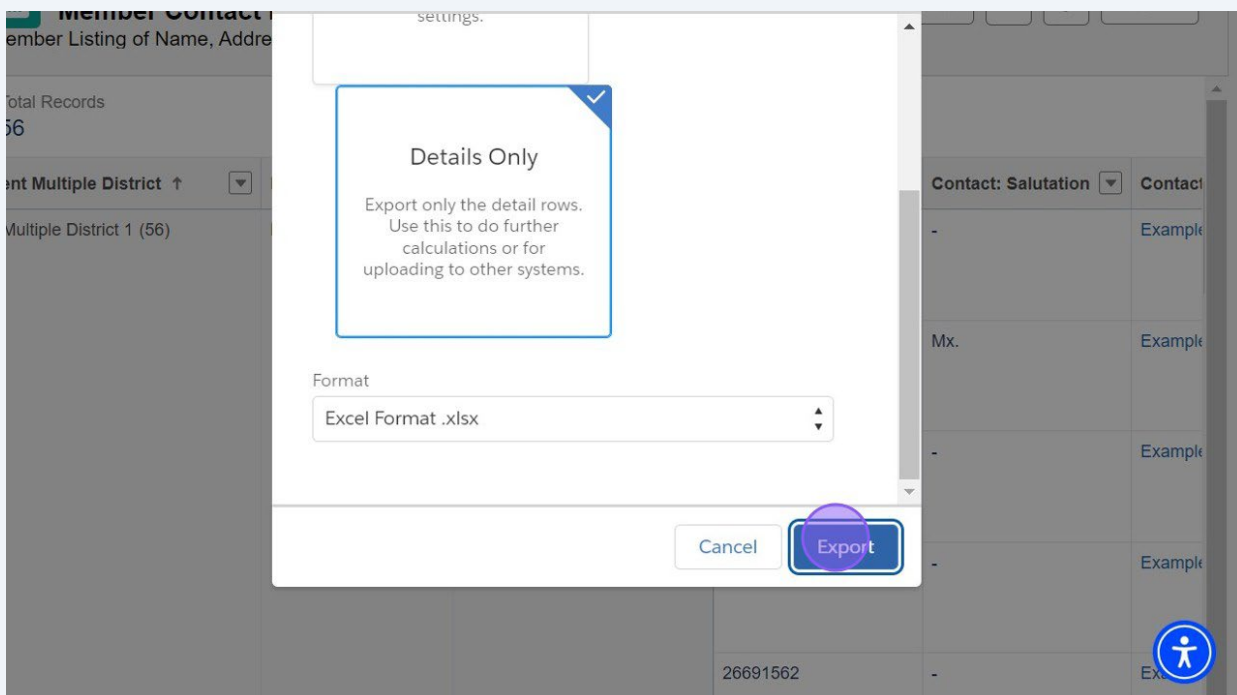 Member Contact
ember Listing of Name, Addre
settings.
Total Records
56
ent Multiple District ↑
Contact: Salutation
Contact
Multiple District 1 (56)
-
Example
Details Only
Export only the detail rows.
Use this to do further
calculations or for
uploading to other systems.
Mx.
Example
Format
Excel Format .xlsx
-
Example
Cancel
Export
-
Example
26691562
-